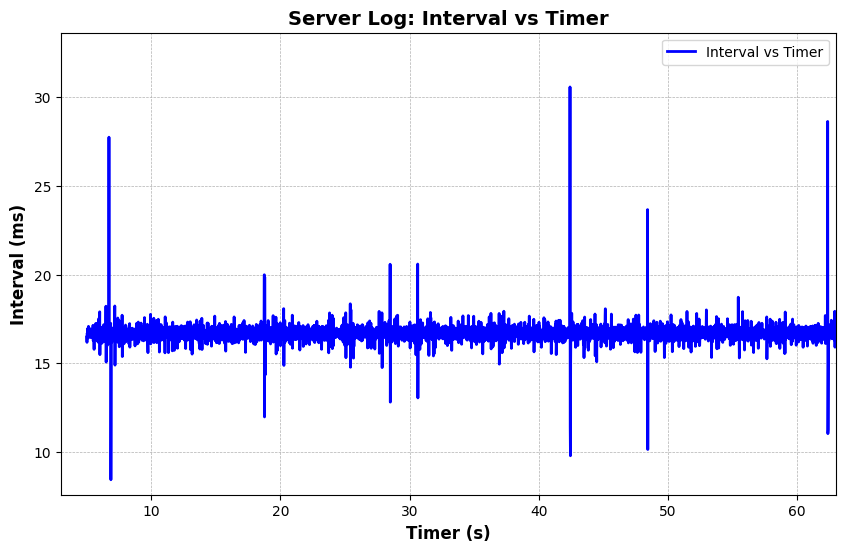 Server Log: Interval vs Timer
Interval vs Timer
Interval (ms)
30
25
20
15
10
10 20 30 40 50 60
Timer (s)